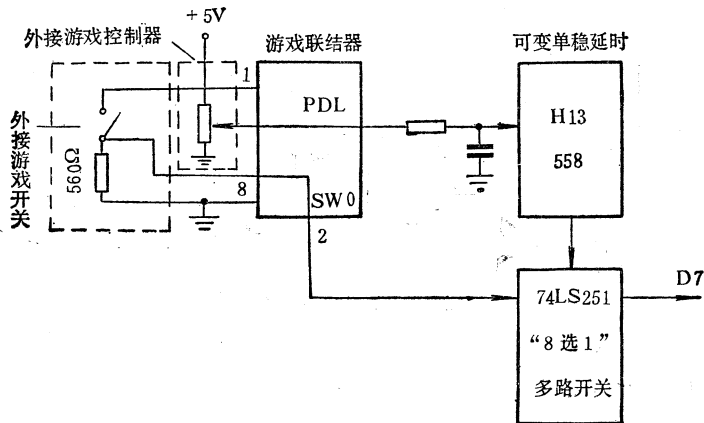 +5V
外接游戏控制器
游戏联结器
可变单稳延时
1
PDL
H13
558
外接游戏开关
560Ω
8
SW0
2
74LS251
D7
“8选1”
多路开关